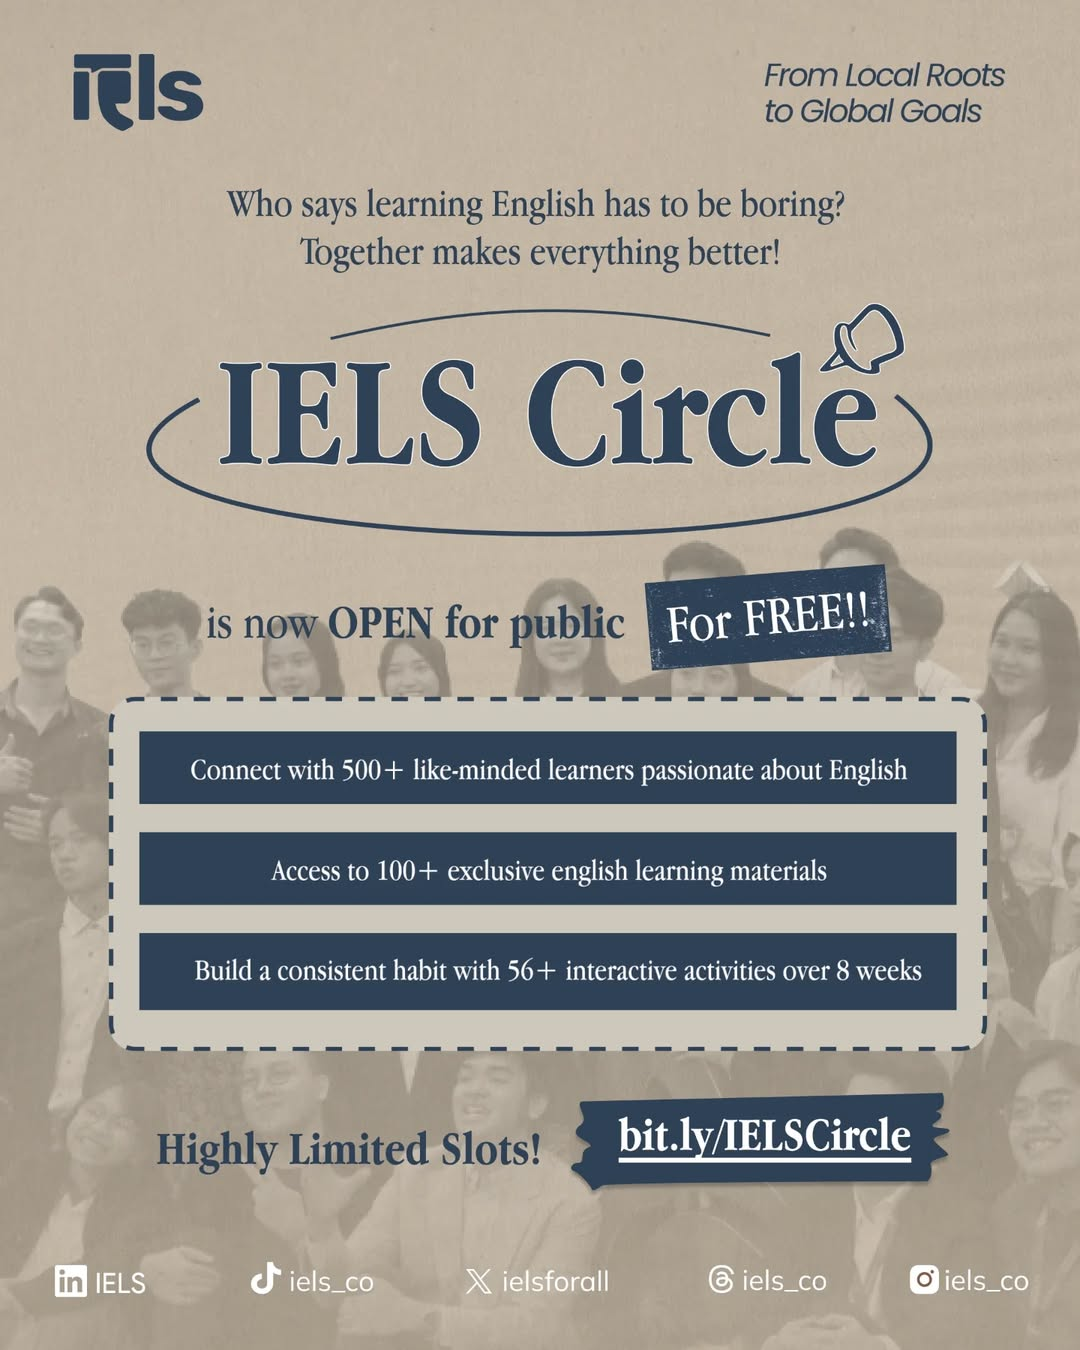 iels
From Local Roots
to Global Goals
Who says learning English has to be boring?
Together makes everything better!
IELS Circle
is now OPEN for public
For FREE!!
Connect with 500+ like-minded learners passionate about English
Access to 100+ exclusive english learning materials
Build a consistent habit with 56+ interactive activities over 8 weeks
Highly Limited Slots!
bit.ly/IELSCircle
in IELS
iels_co
ielsforall
iels_co
iels_co